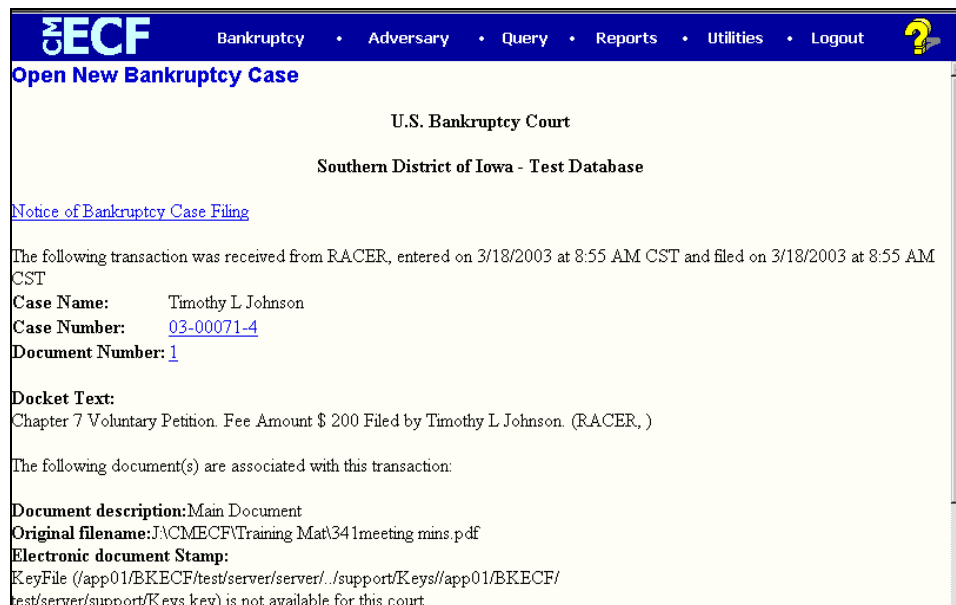 CM ECF Bankruptcy • Adversary • Query • Reports • Utilities • Logout ?
Open New Bankruptcy Case
U.S. Bankruptcy Court
Southern District of Iowa - Test Database
Notice of Bankruptcy Case Filing
The following transaction was received from RACER, entered on 3/18/2003 at 8:55 AM CST and filed on 3/18/2003 at 8:55 AM
CST
Case Name: Timothy L Johnson
Case Number: 03-00071-4
Document Number: 1
Docket Text:
Chapter 7 Voluntary Petition. Fee Amount $ 200 Filed by Timothy L Johnson. (RACER, )
The following document(s) are associated with this transaction:
Document description:Main Document
Original filename:J:\CMECF\Training Mat\341meeting mins.pdf
Electronic document Stamp:
KeyFile (/app01/BKECF/test/server/server/../support/Keys//app01/BKECF/
test/server/support/Keys.key) is not available for this court